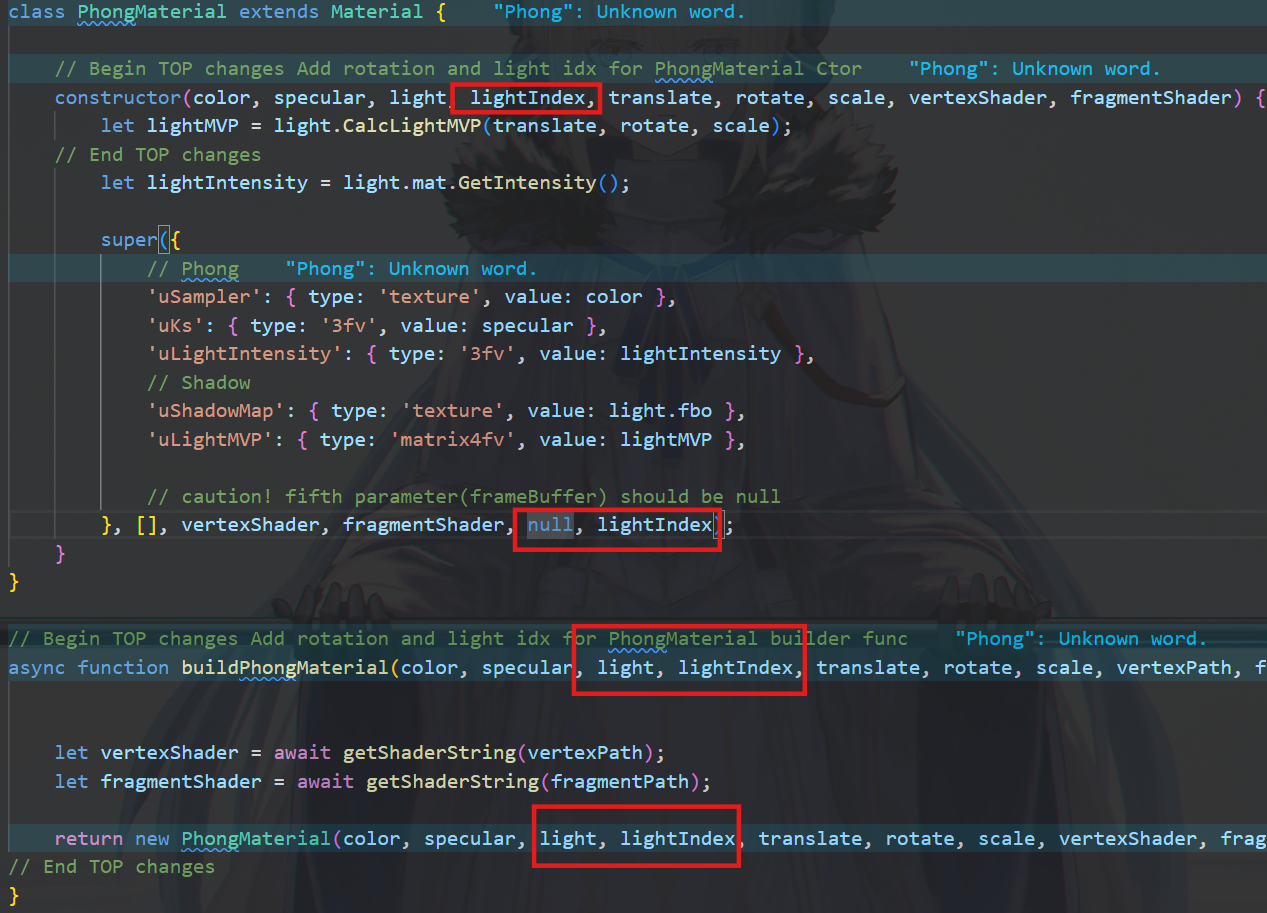 class PhongMaterial extends Material {    "Phong": Unknown word.
// Begin TOP changes Add rotation and light idx for PhongMaterial Ctor    "Phong": Unknown word.
constructor(color, specular, light, lightIndex, translate, rotate, scale, vertexShader, fragmentShader) {
let lightMVP = light.CalcLightMVP(translate, rotate, scale);
// End TOP changes
let lightIntensity = light.mat.GetIntensity();
super({
// Phong    "Phong": Unknown word.
'uSampler': { type: 'texture', value: color },
'uKs': { type: '3fv', value: specular },
'uLightIntensity': { type: '3fv', value: lightIntensity },
// Shadow
'uShadowMap': { type: 'texture', value: light.fbo },
'uLightMVP': { type: 'matrix4fv', value: lightMVP },
// caution! fifth parameter(frameBuffer) should be null
}, [], vertexShader, fragmentShader, null, lightIndex);
}
}
// Begin TOP changes Add rotation and light idx for PhongMaterial builder func    "Phong": Unknown word.
async function buildPhongMaterial(color, specular, light, lightIndex, translate, rotate, scale, vertexPath, f
let vertexShader = await getShaderString(vertexPath);
let fragmentShader = await getShaderString(fragmentPath);
return new PhongMaterial(color, specular, light, lightIndex, translate, rotate, scale, vertexShader, frag
// End TOP changes
}